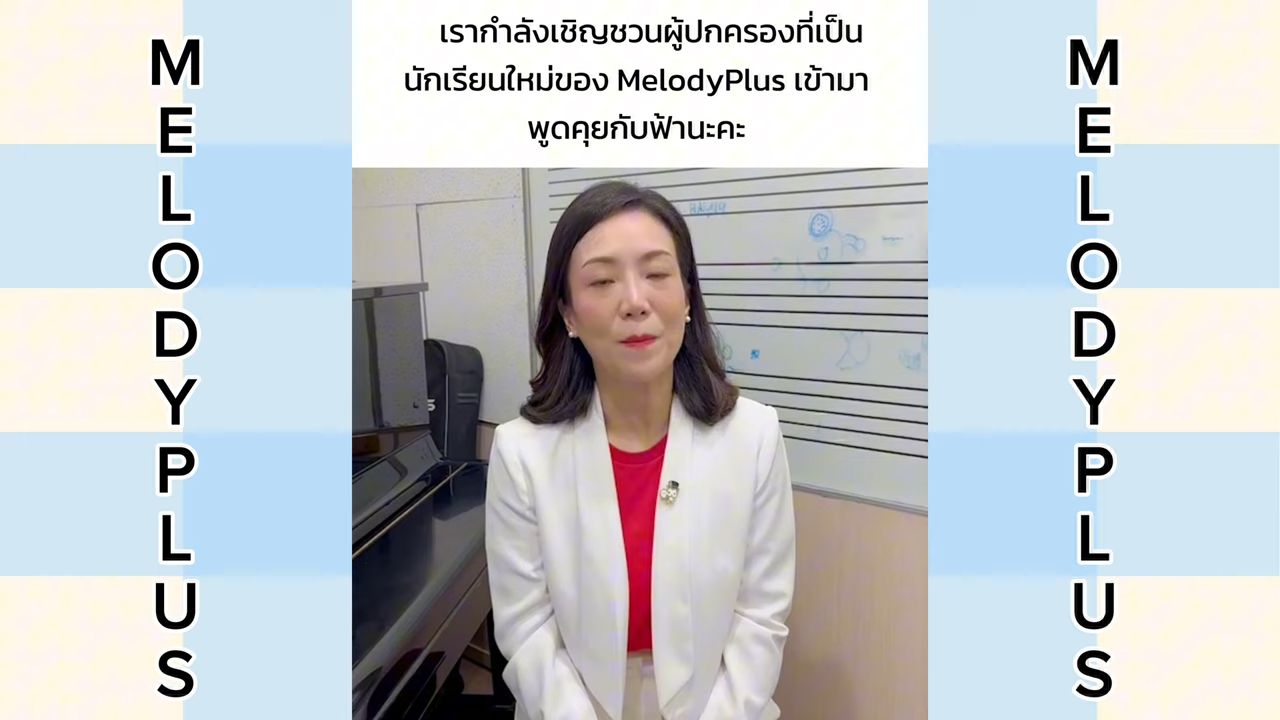 MELODYPLUS
เรากำลังเชิญชวนผู้ปกครองที่เป็น
นักเรียนใหม่ของ MelodyPlus เข้ามา
พูดคุยกับฟ้านะคะ
MELODYPLUS